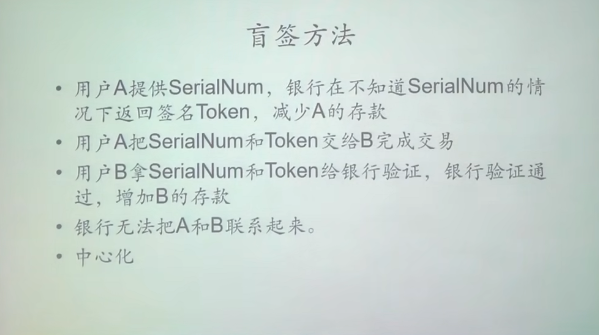 盲签方法
• 用户A提供SerialNum，银行在不知道SerialNum的情
况下返回签名Token，减少A的存款
• 用户A把SerialNum和Token交给B完成交易
• 用户B拿SerialNum和Token给银行验证，银行验证通
过，增加B的存款
• 银行无法把A和B联系起来。
• 中心化